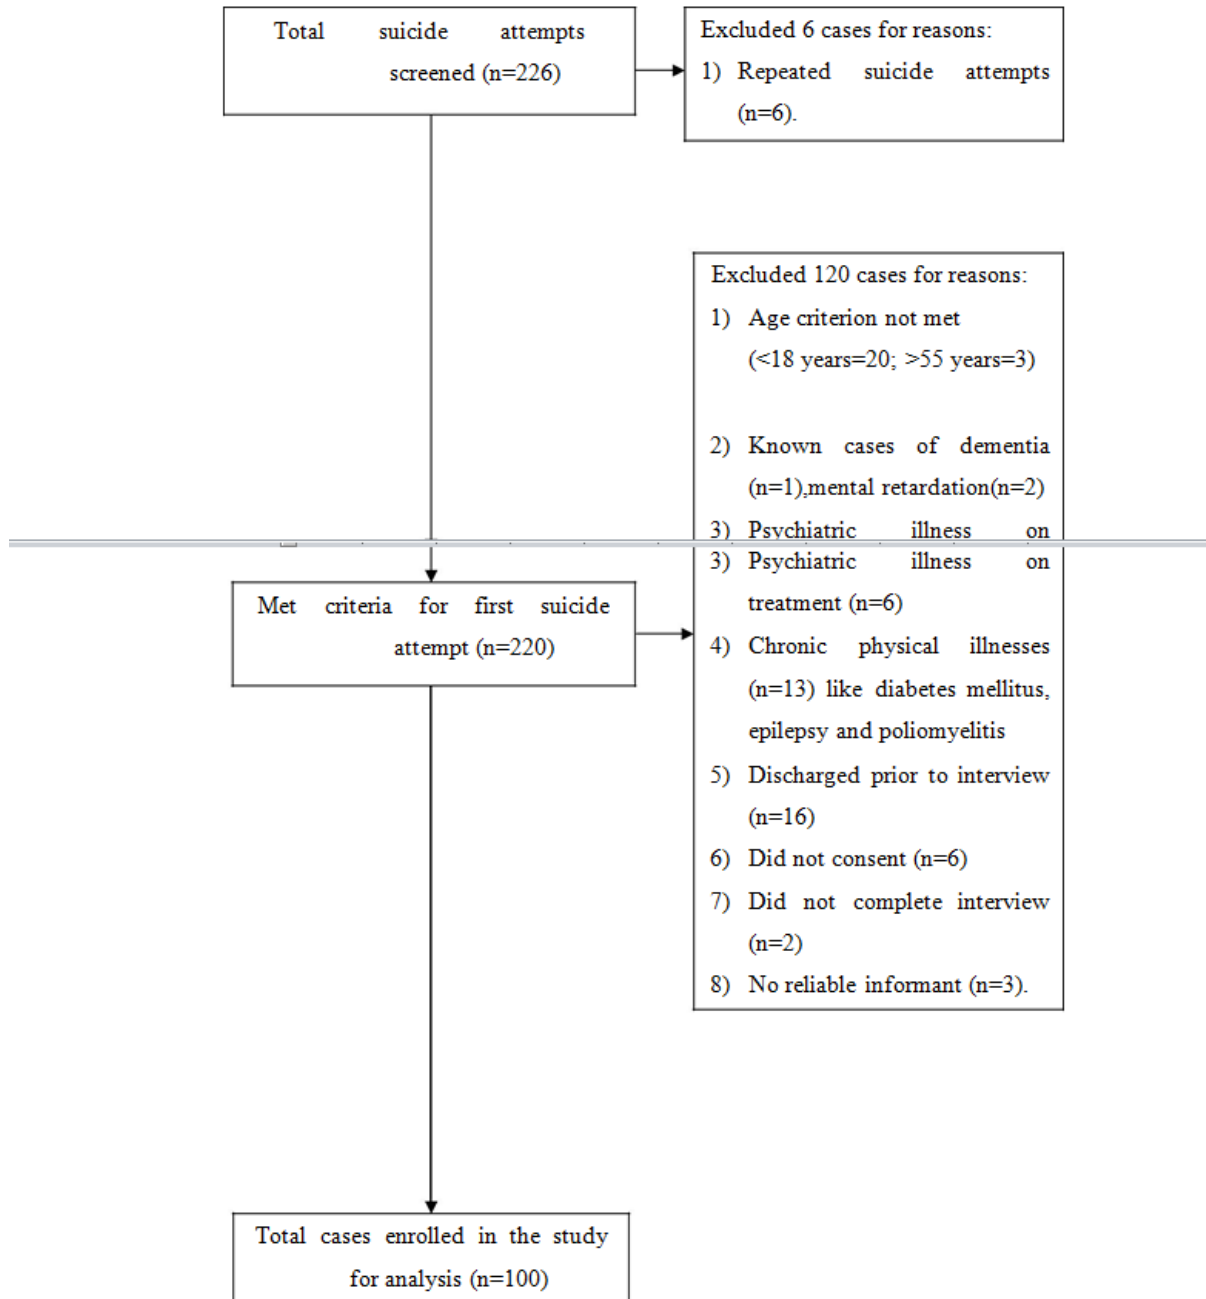 Total suicide attempts
screened (n=226)
Excluded 6 cases for reasons:
1) Repeated suicide attempts
(n=6).
Excluded 120 cases for reasons:
1) Age criterion not met
(<18 years=20; >55 years=3)
2) Known cases of dementia
(n=1),mental retardation(n=2)
3) Psychiatric illness on
3) Psychiatric illness on
treatment (n=6)
4) Chronic physical illnesses
(n=13) like diabetes mellitus,
epilepsy and poliomyelitis
5) Discharged prior to interview
(n=16)
6) Did not consent (n=6)
7) Did not complete interview
(n=2)
8) No reliable informant (n=3).
Met criteria for first suicide
attempt (n=220)
Total cases enrolled in the study
for analysis (n=100)